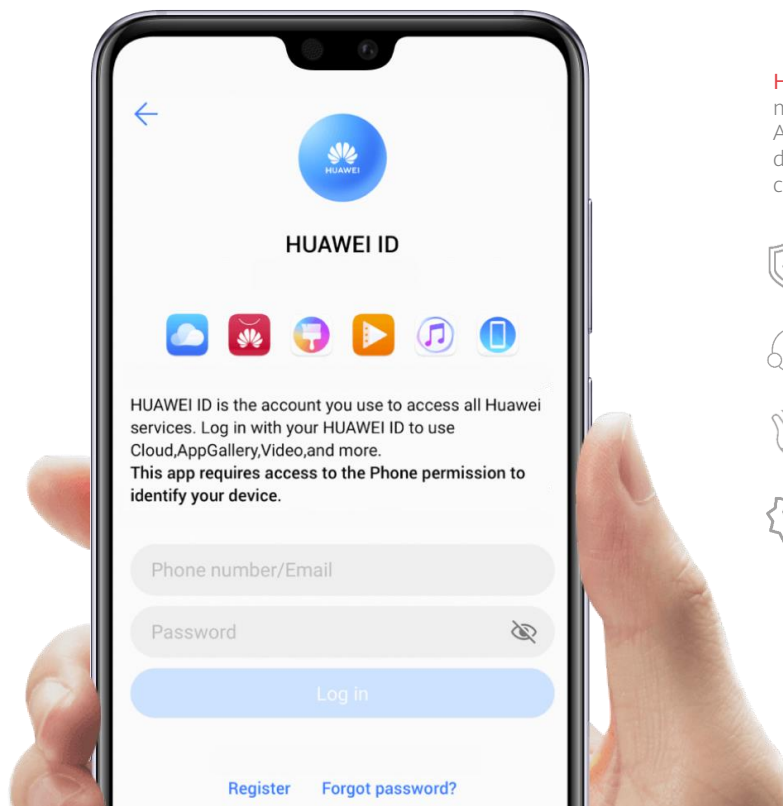 HUAWEI
HUAWEI ID
HUAWEI ID is the account you use to access all Huawei
services. Log in with your HUAWEI ID to use
Cloud,AppGallery,Video,and more.
This app requires access to the Phone permission to
identify your device.
Phone number/Email
Password
Log in
Register Forgot password?